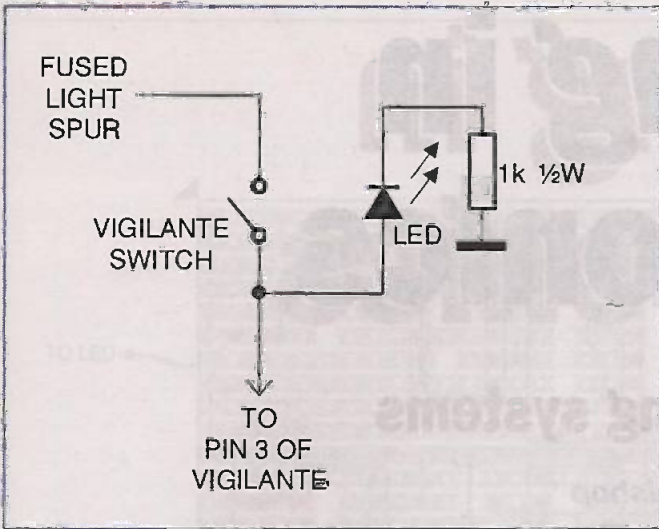 FUSED
LIGHT
SPUR
VIGILANTE
SWITCH
LED
1k ½W
TO
PIN 3 OF
VIGILANTE